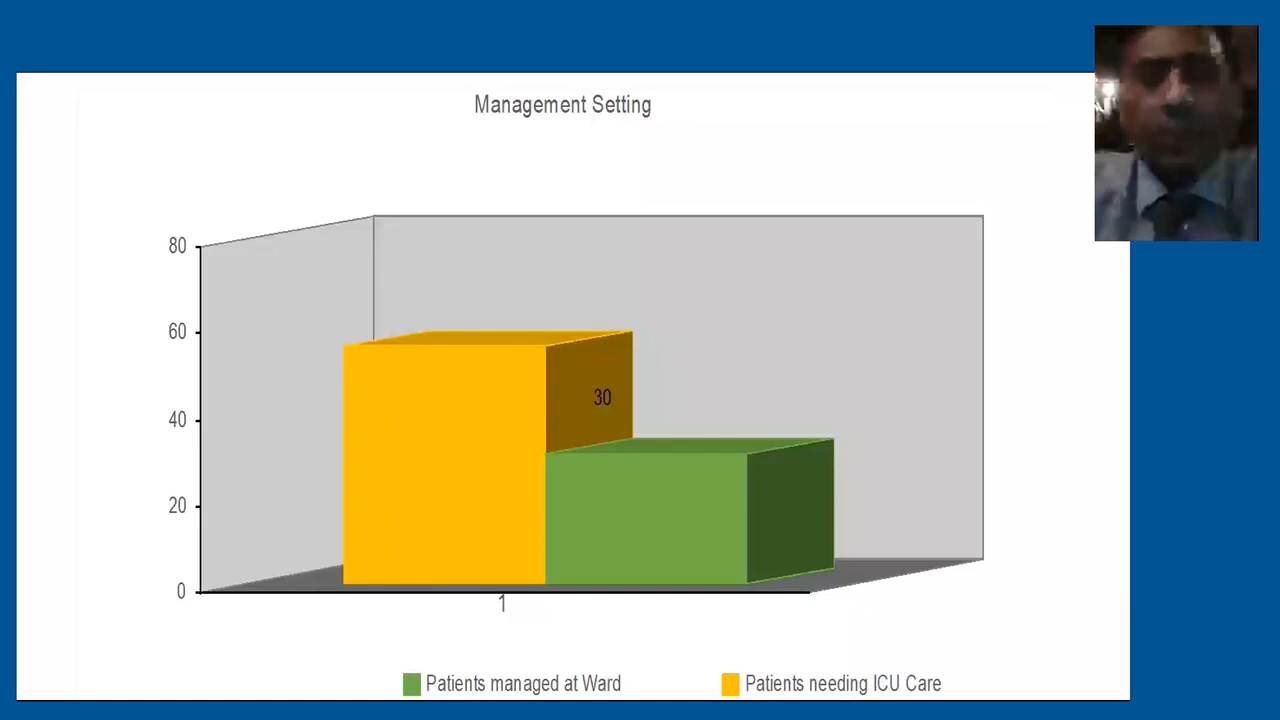 Management Setting
80
60
40
20
0
30
1
Patients managed at Ward
Patients needing ICU Care